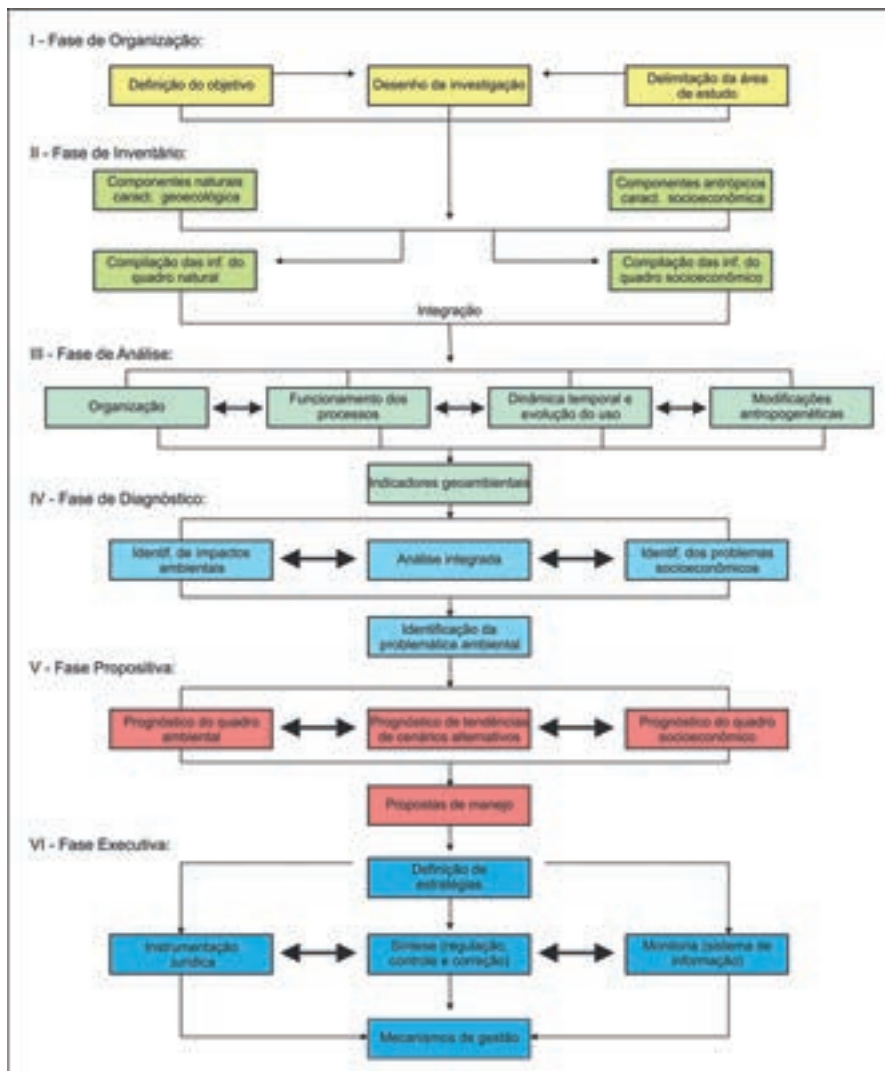 I - Fase de Organização:
Definição do objetivo
Desenho da investigação
Delimitação da área
de estudo
II - Fase de Inventário:
Componentes naturais
caract. geoecológica
Componentes antrópicos
caract. socioeconômica
Compilação das inf. do
quadro natural
Compilação das inf. do
quadro socioeconômico
Integração
III - Fase de Análise:
Organização
Funcionamento dos
processos
Dinâmica temporal e
evolução do uso
Modificações
antropogenéticas
Indicadores geoambientais
IV - Fase de Diagnóstico:
Identif. de impactos
ambientais
Análise integrada
Identif. dos problemas
socioeconômicos
Identificação da
problemática ambiental
V - Fase Propositiva:
Prognóstico do quadro
ambiental
Prognóstico de tendências
de cenários alternativos
Prognóstico do quadro
socioeconômico
Propostas de manejo
VI - Fase Executiva:
Definição de
estratégias
Instrumentação
Jurídica
Síntese (regulação,
controle e correção)
Monitoria (sistema de
informação)
Mecanismos de gestão